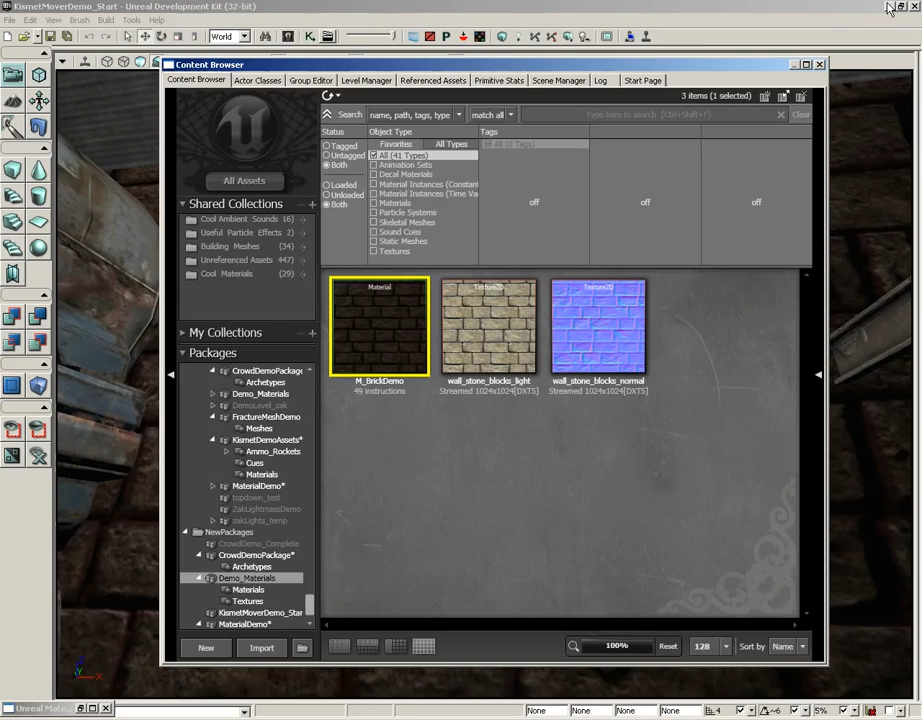 KismetMoverDemo_Start - Unreal Development Kit (32-bit)
File Edit View Brush Build Tools Help
World
Content Browser
Content Browser Actor Classes Group Editor Level Manager Referenced Assets Primitive Stats Scene Manager Log Start Page
3 items (1 selected)
Search name, path, tags, type match all Type here to search (Ctrl+Shift+F) Clear
Status Object Type Tags
Favorites All Types All (0 Tags)
Tagged
Untagged
Both
Loaded
Unloaded
Both
All (41 Types)
Animation Sets
Decal Materials
Material Instances (Constan
Material Instances (Time Va
Materials
Particle Systems
Skeletal Meshes
Sound Cues
Static Meshes
Textures
off off off
All Assets
Shared Collections
Cool Ambient Sounds 16)
Useful Particle Effects 2)
Building Meshes (34)
Unreferenced Assets 447)
Cool Materials (29)
My Collections
Packages
CrowdDemoPackage
Archetypes
Demo_Materials
DemoLevel_zak
FractureMeshDemo
Meshes
KismetDemoAssets*
Ammo_Rockets
Cues
Materials
MaterialDemo*
topdown_test
ZakLightmassDemo
zakLights_temp
NewPackages
CrowdDemo_Complete
CrowdDemoPackage*
Archetypes
Demo_Materials
Materials
Textures
KismetMoverDemo_Star
MaterialDemo*
New Import
Material Texture2D Texture2D
M_BrickDemo wall_stone_blocks_light wall_stone_blocks_normal
49 instructions Streamed 1024x1024[DXT5] Streamed 1024x1024[DXT5]
100% Reset 128 Sort by Name
Z
Y
X
Unreal Mate...
None None None None 4 6 5%